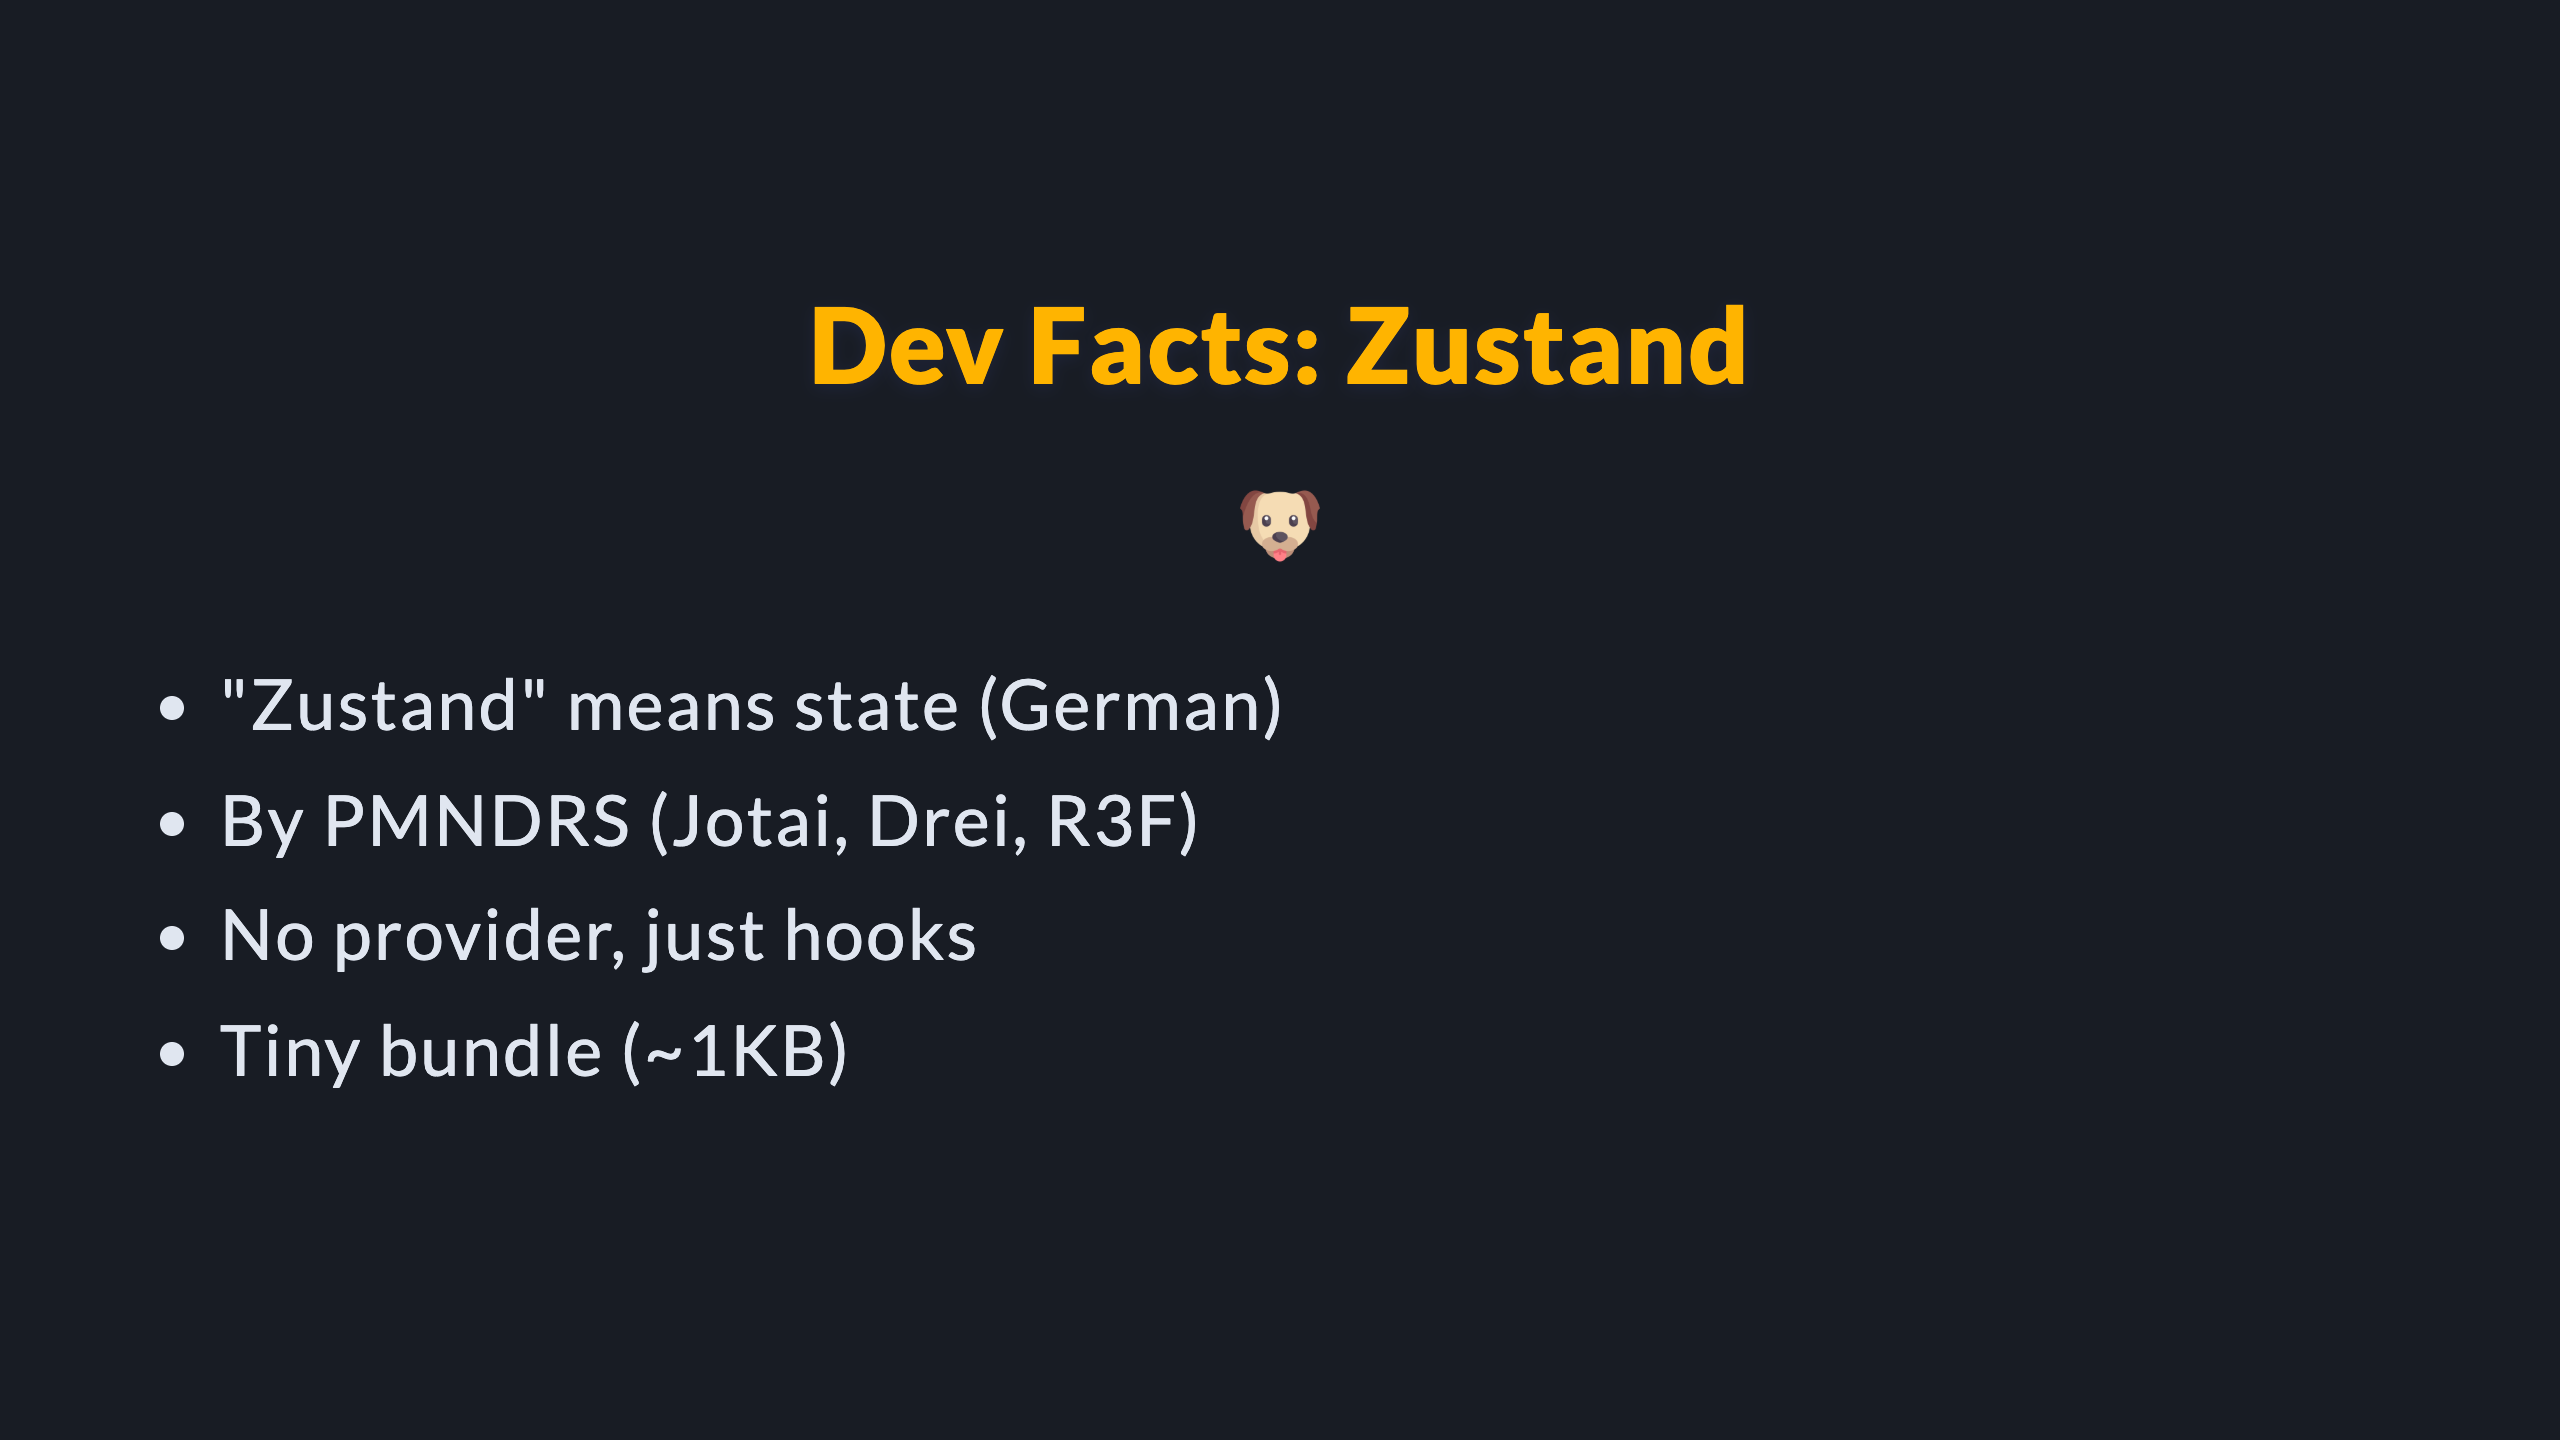 Dev Facts: Zustand
🐶
• "Zustand" means state (German)
• By PMNDRS (Jotai, Drei, R3F)
• No provider, just hooks
• Tiny bundle (~1KB)